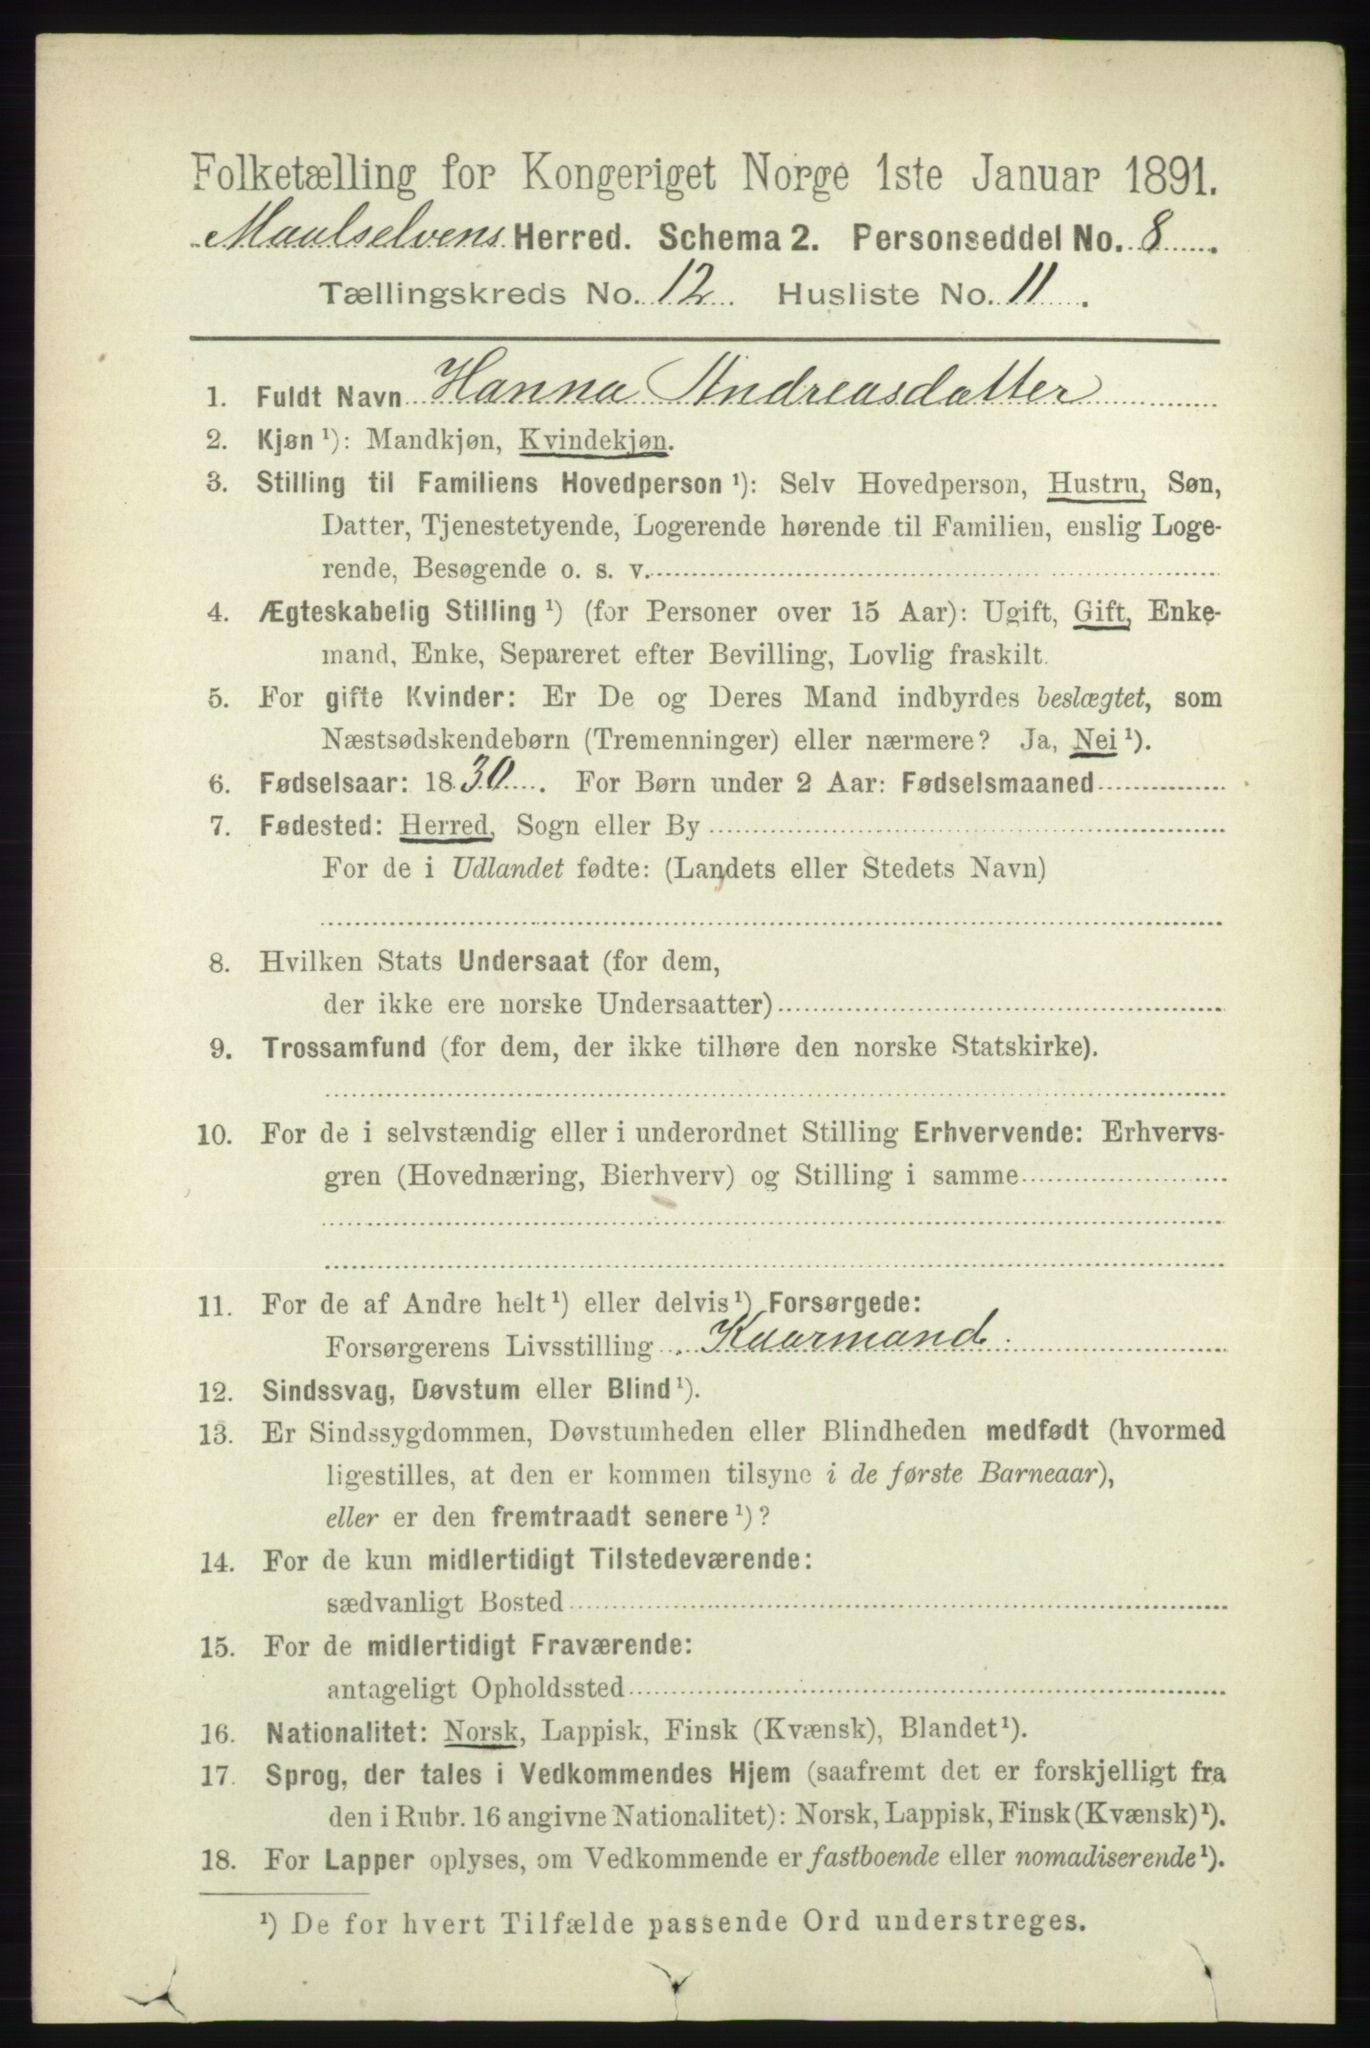 Folketælling for Kongeriget Norge 1ste Januar 1891.
Maalselvens Herred. Schema 2. Personseddel No. 8.
Tællingskreds No. 12. Husliste No. 11.
1. Fuldt Navn Hanna Andreasdatter
2. Kjøn ¹): Mandkjøn, Kvindekjøn.
3. Stilling til Familiens Hovedperson ¹): Selv Hovedperson, Hustru, Søn,
Datter, Tjenestetyende, Logerende hørende til Familien, enslig Loge-
rende, Besøgende o. s. v.
4. Ægteskabelig Stilling ¹) (for Personer over 15 Aar): Ugift, Gift, Enke-
mand, Enke, Separeret efter Bevilling, Lovlig fraskilt.
5. For gifte Kvinder: Er De og Deres Mand indbyrdes beslægtet, som
Næstsødskendebørn (Tremenninger) eller nærmere? Ja, Nei ¹).
6. Fødselsaar: 1830. For Børn under 2 Aar: Fødselsmaaned
7. Fødested: Herred, Sogn eller By
For de i Udlandet fødte: (Landets eller Stedets Navn)
8. Hvilken Stats Undersaat (for dem,
der ikke ere norske Undersaatter)
9. Trossamfund (for dem, der ikke tilhøre den norske Statskirke).
10. For de i selvstændig eller i underordnet Stilling Erhvervende: Erhvervs-
gren (Hovednæring, Bierhverv) og Stilling i samme
11. For de af Andre helt ¹) eller delvis ¹) Forsørgede:
Forsørgerens Livsstilling Kaarmand.
12. Sindssvag, Døvstum eller Blind ¹).
13. Er Sindssygdommen, Døvstumheden eller Blindheden medfødt (hvormed
ligestilles, at den er kommen tilsyne i de første Barneaar),
eller er den fremtraadt senere ¹)?
14. For de kun midlertidigt Tilstedeværende:
sædvanligt Bosted
15. For de midlertidigt Fraværende:
antageligt Opholdssted
16. Nationalitet: Norsk, Lappisk, Finsk (Kvænsk), Blandet ¹).
17. Sprog, der tales i Vedkommendes Hjem (saafremt det er forskjelligt fra
den i Rubr. 16 angivne Nationalitet): Norsk, Lappisk, Finsk (Kvænsk) ¹).
18. For Lapper oplyses, om Vedkommende er fastboende eller nomadiserende ¹).
¹) De for hvert Tilfælde passende Ord understreges.